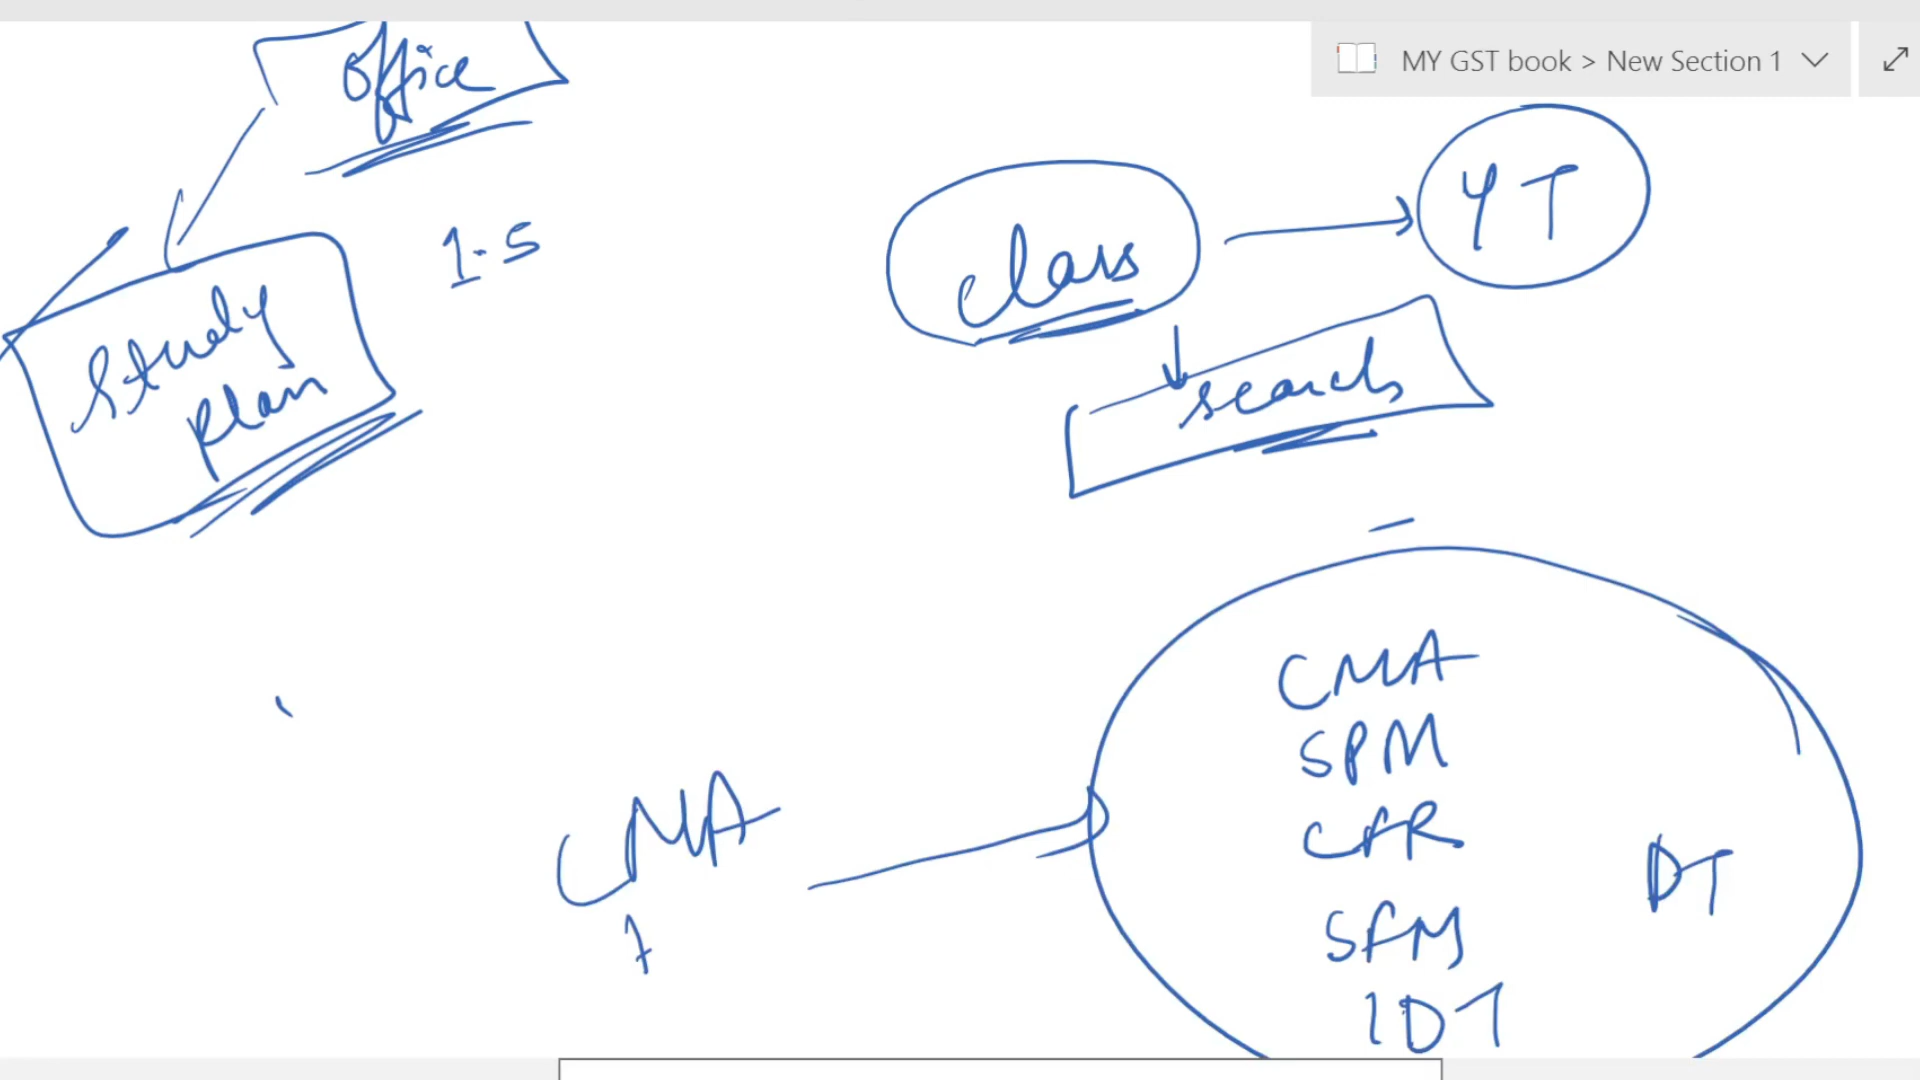 MY GST book > New Section 1
Office
YT
class
1-5
Study
Plan
search
CMA
SPM
CFR
DT
SFM
IDT
CMA